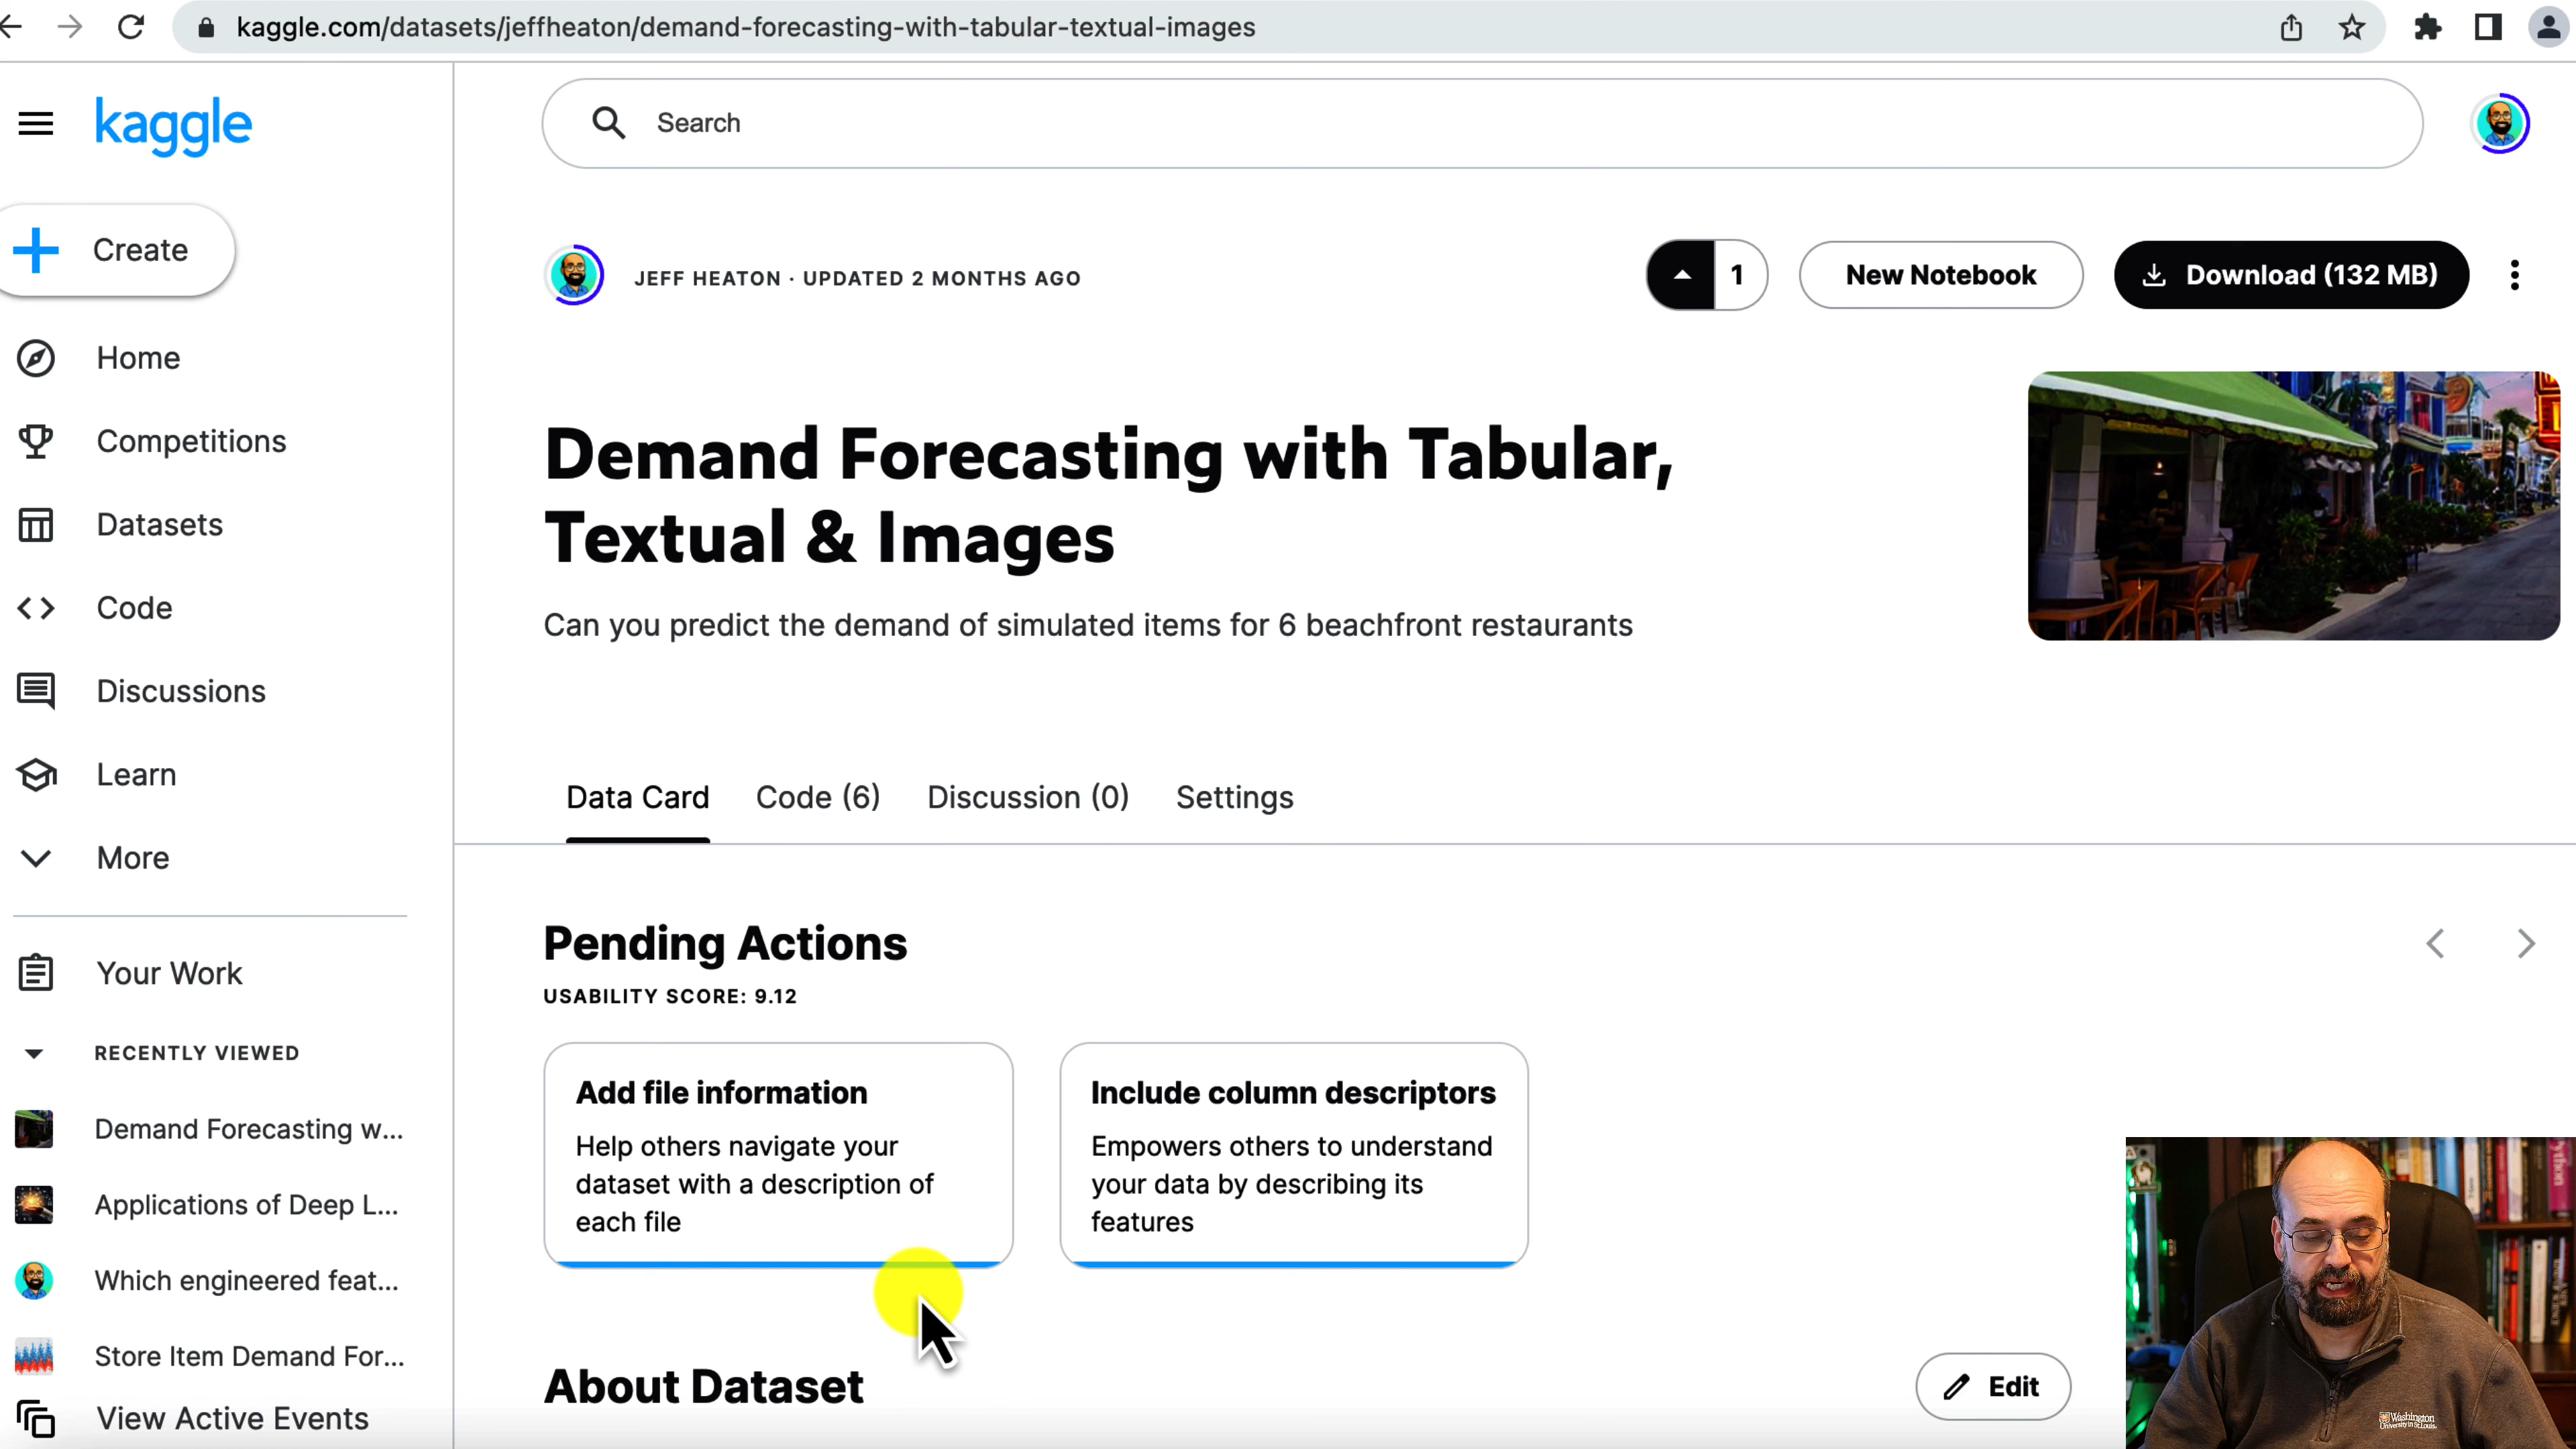 kaggle.com/datasets/jeffheaton/demand-forecasting-with-tabular-textual-images
kaggle
Search
Create
Home
Competitions
Datasets
Code
Discussions
Learn
More
Your Work
RECENTLY VIEWED
Demand Forecasting w...
Applications of Deep L...
Which engineered feat...
Store Item Demand For...
View Active Events
JEFF HEATON · UPDATED 2 MONTHS AGO
1
New Notebook
Download (132 MB)
Demand Forecasting with Tabular,
Textual & Images
Can you predict the demand of simulated items for 6 beachfront restaurants
Data Card
Code (6)
Discussion (0)
Settings
Pending Actions
USABILITY SCORE: 9.12
Add file information
Help others navigate your
dataset with a description of
each file
Include column descriptors
Empowers others to understand
your data by describing its
features
About Dataset
Edit
Washington
University in St. Louis